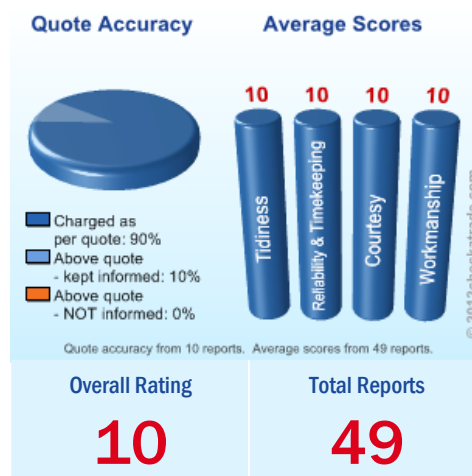 Quote Accuracy
Average Scores
10 10 10 10
Tidiness
Reliability & Timekeeping
Courtesy
Workmanship
Charged as
per quote: 90%
Above quote
- kept informed: 10%
Above quote
- NOT informed: 0%
Quote accuracy from 10 reports. Average scores from 49 reports.
Overall Rating
Total Reports
10
49